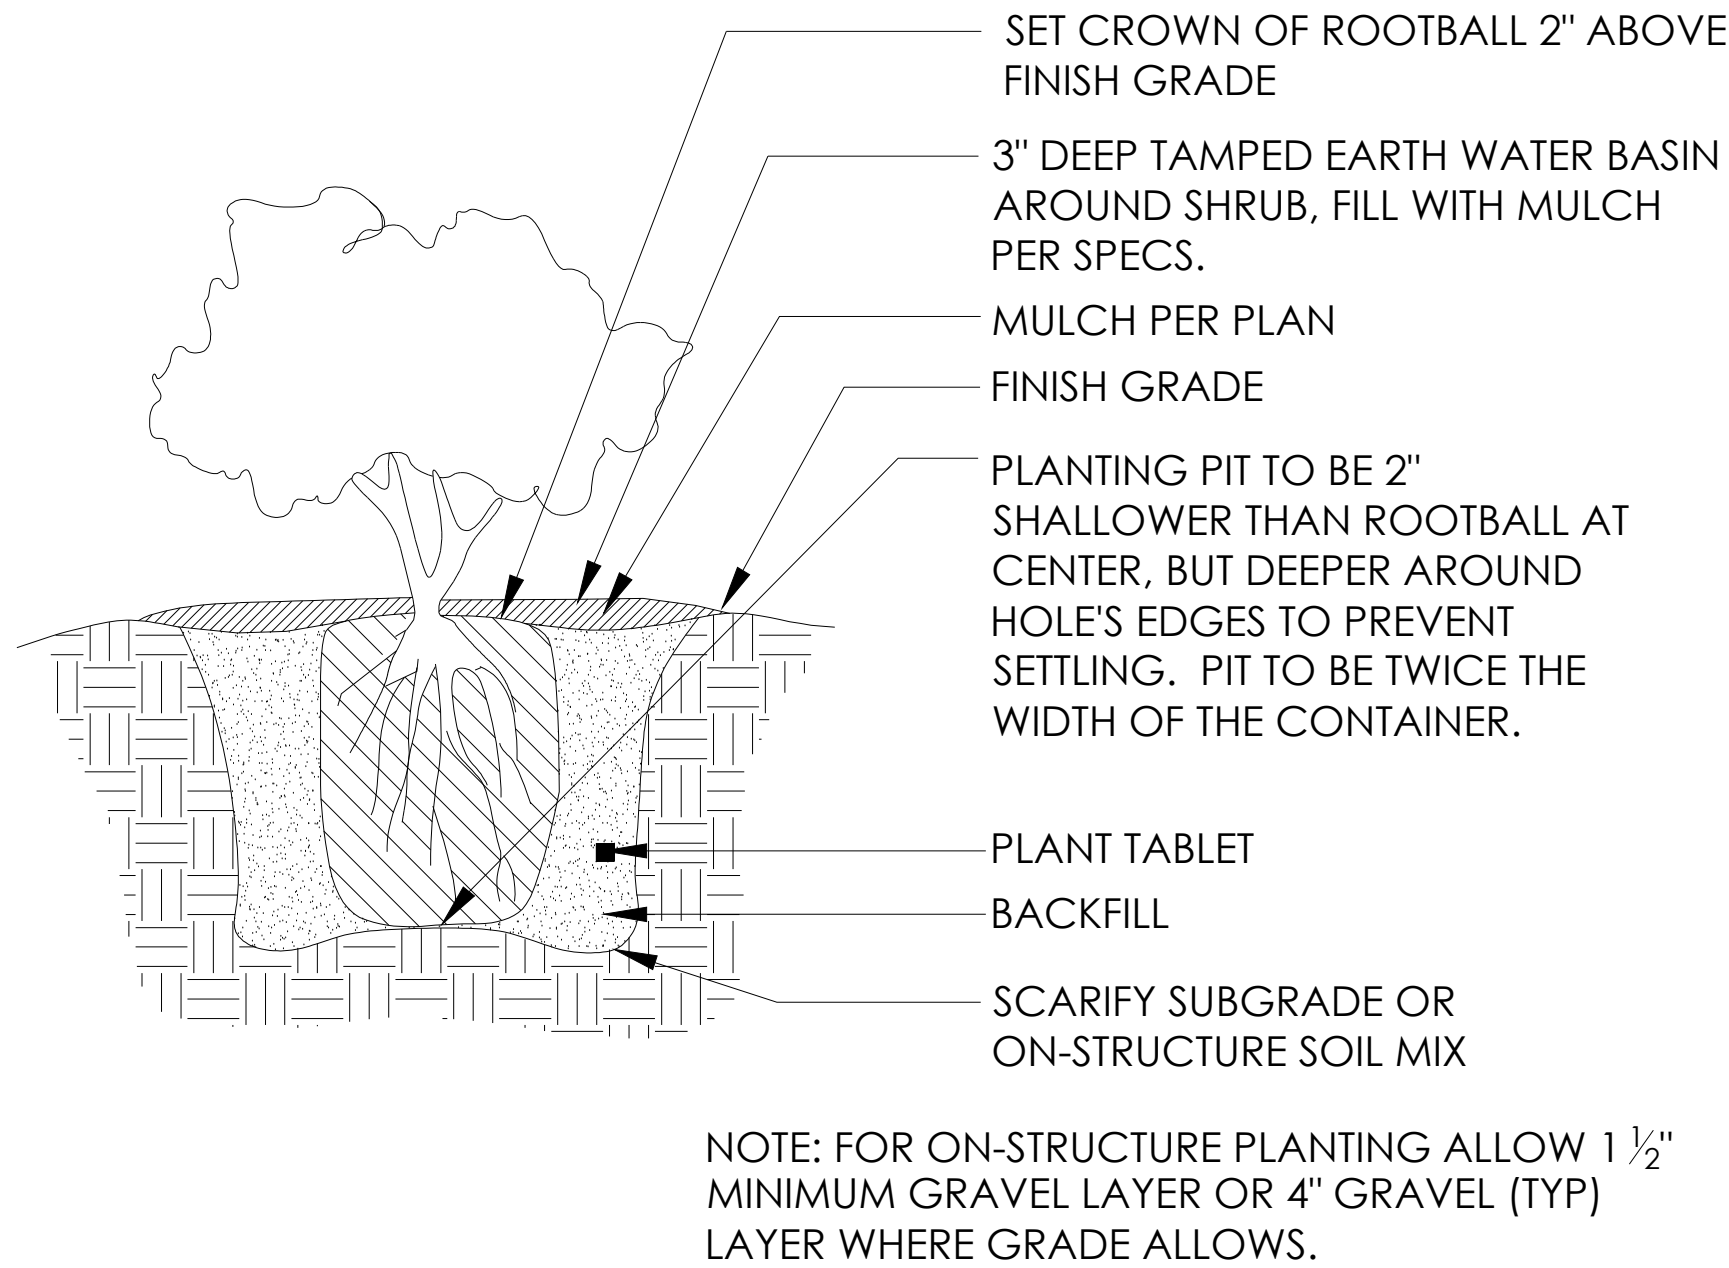 SET CROWN OF ROOTBALL 2" ABOVE
FINISH GRADE
3" DEEP TAMPED EARTH WATER BASIN
AROUND SHRUB, FILL WITH MULCH
PER SPECS.
MULCH PER PLAN
FINISH GRADE
PLANTING PIT TO BE 2"
SHALLOWER THAN ROOTBALL AT
CENTER, BUT DEEPER AROUND
HOLE'S EDGES TO PREVENT
SETTLING. PIT TO BE TWICE THE
WIDTH OF THE CONTAINER.
PLANT TABLET
BACKFILL
SCARIFY SUBGRADE OR
ON-STRUCTURE SOIL MIX
NOTE: FOR ON-STRUCTURE PLANTING ALLOW 1 ½"
MINIMUM GRAVEL LAYER OR 4" GRAVEL (TYP)
LAYER WHERE GRADE ALLOWS.